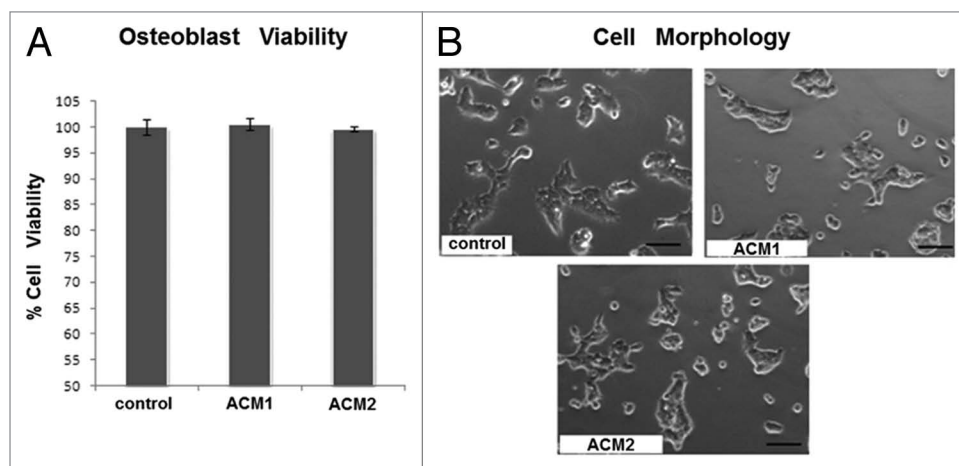 A
Osteoblast Viability
% Cell Viability
105
100
95
90
85
80
75
70
65
60
55
50
control
ACM1
ACM2
B
Cell Morphology
control
ACM1
ACM2